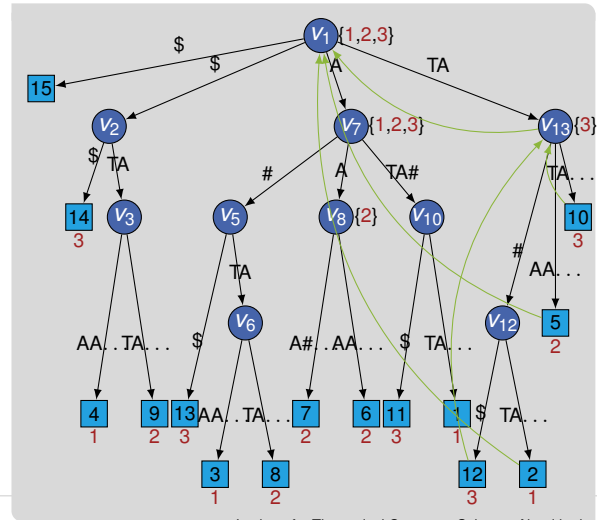 v1 {1,2,3}
$ $ A TA
15
v2 v7 {1,2,3} v13 {3}
$ TA # A TA# TA...
14 v3 v5 v8 {2} v10 10
3 3
TA # AA...
v6 v12 5
2
AA... TA... $ A#... AA... $ TA...
4 9 13 AA... TA... 7 6 11 1 $ TA...
1 2 3 2 2 3 1
3 8 12 2
1 2 3 1